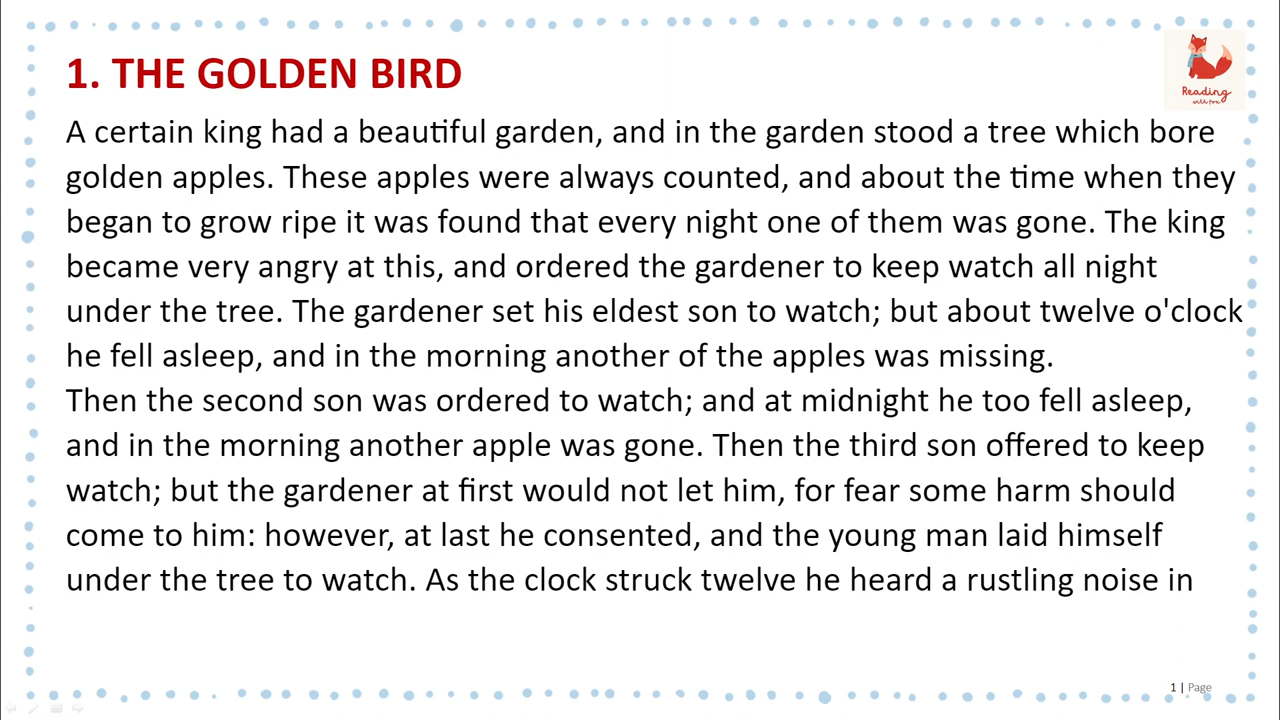 1. THE GOLDEN BIRD
Reading
with fox
A certain king had a beautiful garden, and in the garden stood a tree which bore
golden apples. These apples were always counted, and about the time when they
began to grow ripe it was found that every night one of them was gone. The king
became very angry at this, and ordered the gardener to keep watch all night
under the tree. The gardener set his eldest son to watch; but about twelve o'clock
he fell asleep, and in the morning another of the apples was missing.
Then the second son was ordered to watch; and at midnight he too fell asleep,
and in the morning another apple was gone. Then the third son offered to keep
watch; but the gardener at first would not let him, for fear some harm should
come to him: however, at last he consented, and the young man laid himself
under the tree to watch. As the clock struck twelve he heard a rustling noise in
1 | Page